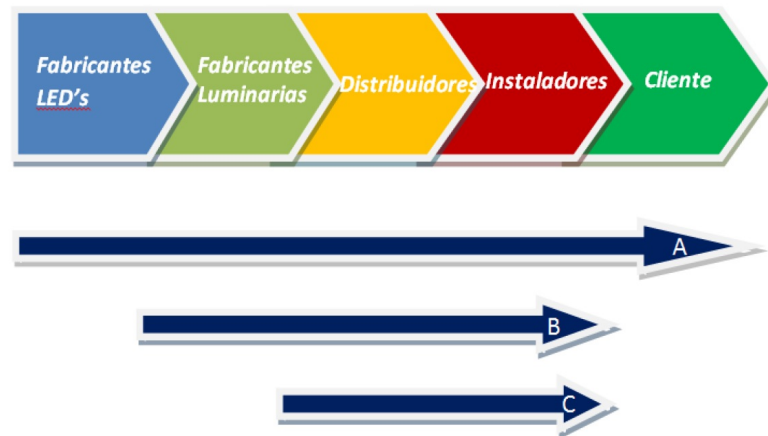 Fabricantes
LED's
Fabricantes
Luminarias
Distribuidores
Instaladores
Cliente
A
B
C